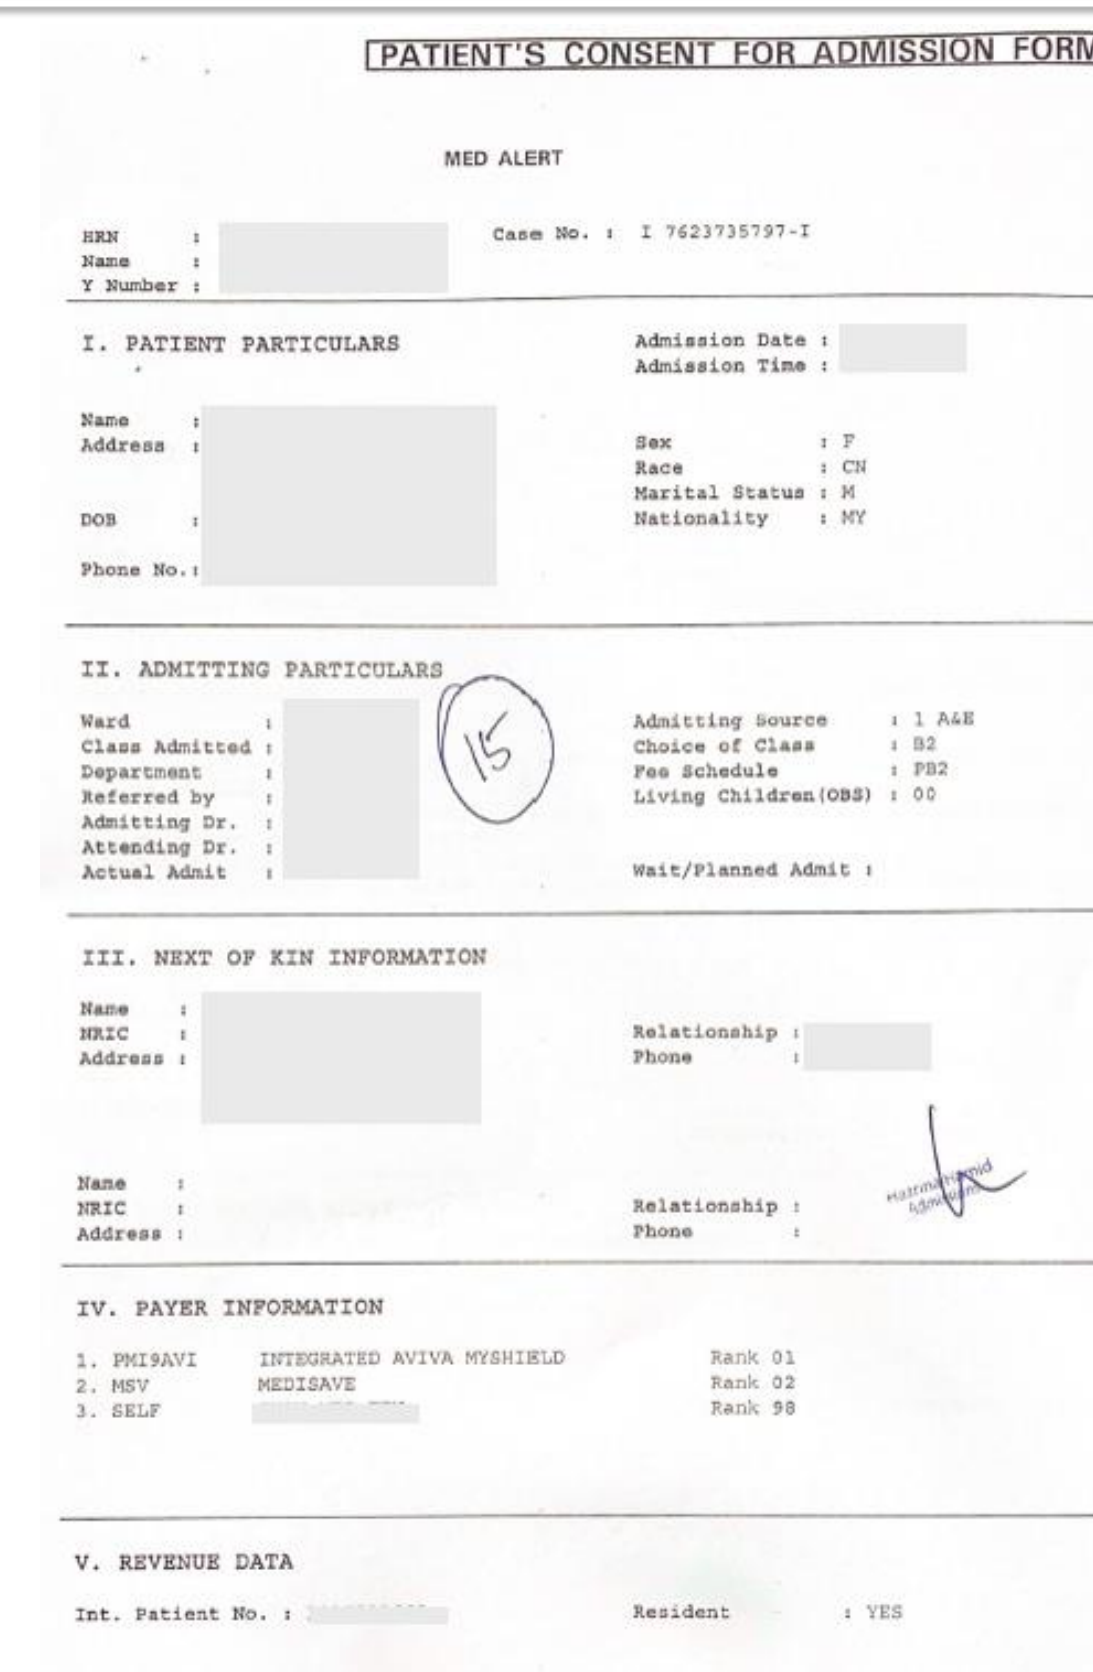 PATIENT'S CONSENT FOR ADMISSION FORM
MED ALERT
HRN :
Case No. : I 7623735797-I
Name :
Y Number :
I. PATIENT PARTICULARS
Admission Date :
Admission Time :
Name :
Address :
Sex : F
Race : CN
Marital Status : M
DOB :
Nationality : MY
Phone No. :
II. ADMITTING PARTICULARS
15
Ward :
Admitting Source : 1 A&E
Class Admitted :
Choice of Class : B2
Department :
Fee Schedule : PB2
Referred by :
Living Children(OBS) : 00
Admitting Dr. :
Attending Dr. :
Actual Admit :
Wait/Planned Admit :
III. NEXT OF KIN INFORMATION
Name :
NRIC :
Relationship :
Address :
Phone :
Name :
NRIC :
Relationship :
Address :
Phone :
IV. PAYER INFORMATION
1. PMI9AVI INTEGRATED AVIVA MYSHIELD Rank 01
2. MSV MEDISAVE Rank 02
3. SELF Rank 98
V. REVENUE DATA
Int. Patient No. :
Resident : YES